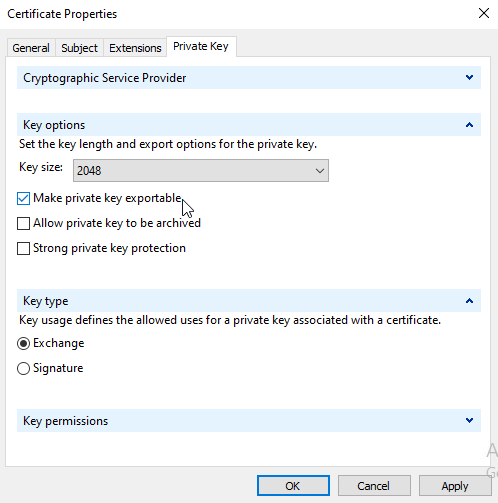 Certificate Properties
General Subject Extensions Private Key
Cryptographic Service Provider
Key options
Set the key length and export options for the private key.
Key size: 2048
Make private key exportable
Allow private key to be archived
Strong private key protection
Key type
Key usage defines the allowed uses for a private key associated with a certificate.
Exchange
Signature
Key permissions
OK Cancel Apply